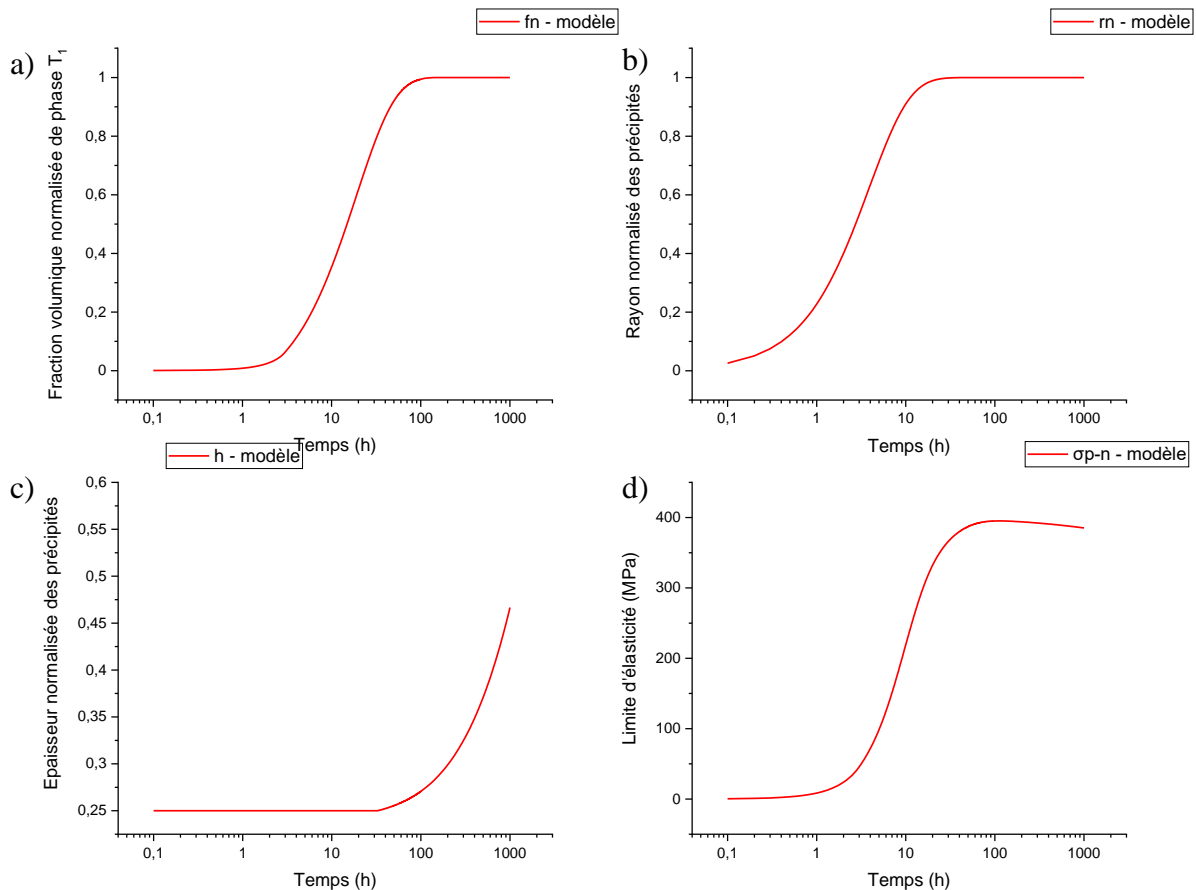 a)
fn - modèle
Fraction volumique normalisée de phase T₁
1
0,8
0,6
0,4
0,2
0
0,1
1
10
100
1000
Temps (h)
b)
rn - modèle
Rayon normalisé des précipités
1
0,8
0,6
0,4
0,2
0
0,1
1
10
100
1000
Temps (h)
c)
h - modèle
Epaisseur normalisée des précipités
0,6
0,55
0,5
0,45
0,4
0,35
0,3
0,25
0,1
1
10
100
1000
Temps (h)
d)
σp-n - modèle
Limite d'élasticité (MPa)
400
300
200
100
0
0,1
1
10
100
1000
Temps (h)